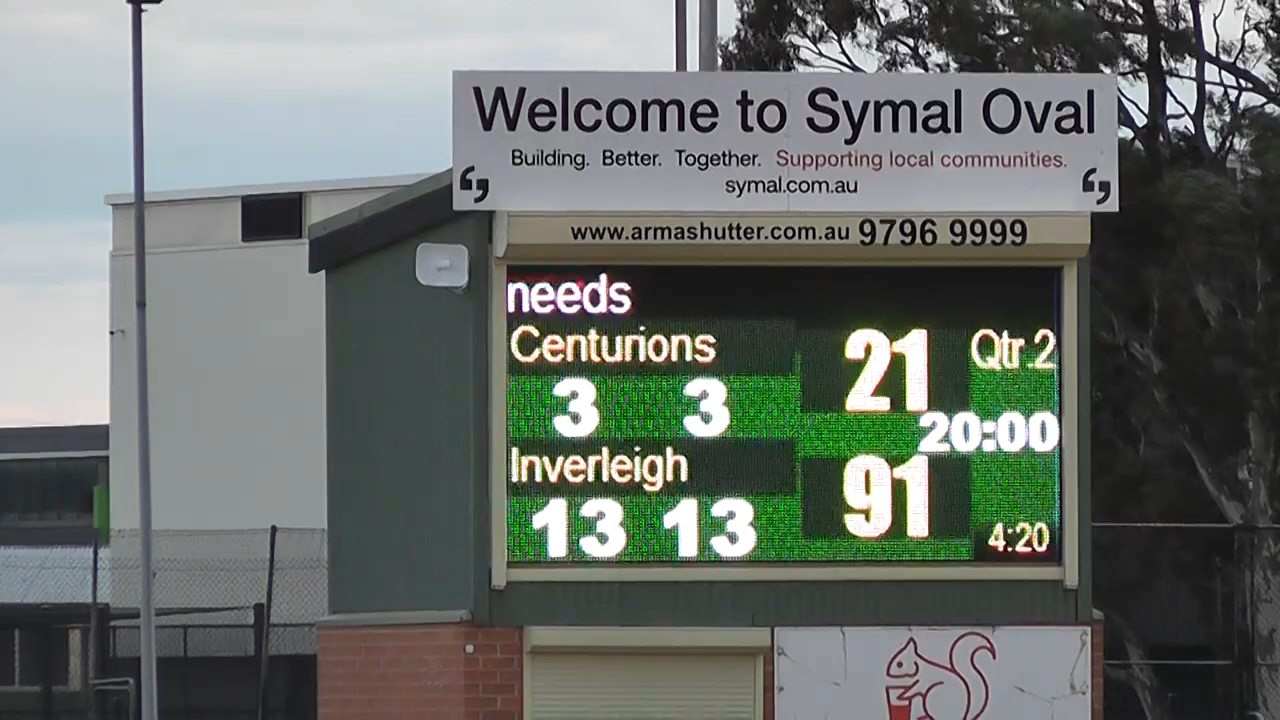 Welcome to Symal Oval
Building. Better. Together. Supporting local communities.
symal.com.au
www.armashutter.com.au 9796 9999
needs
Centurions 21 Qtr 2
3 3
20:00
Inverleigh 91
13 13
4:20